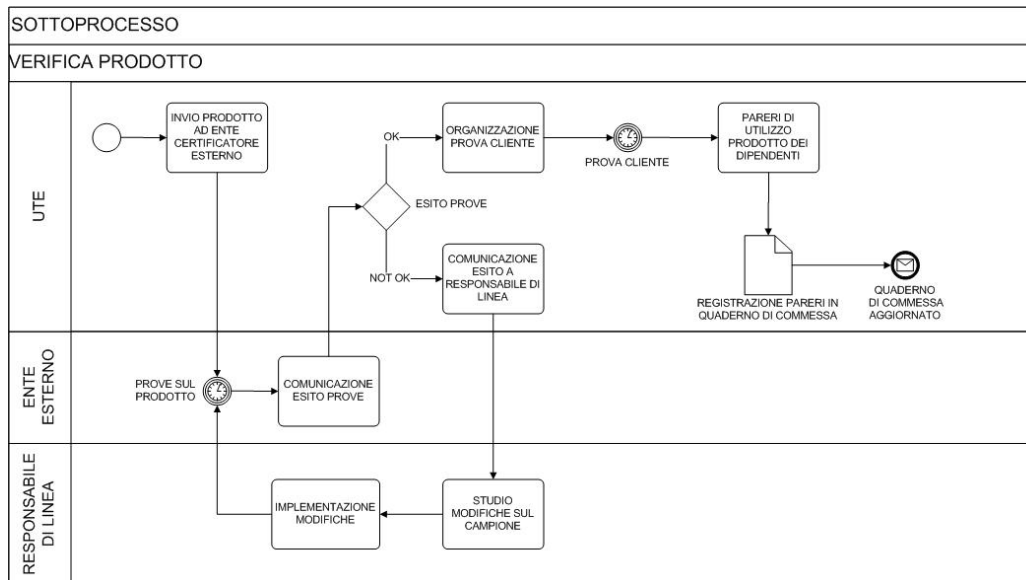 SOTTOPROCESSO
VERIFICA PRODOTTO
UTE
INVIO PRODOTTO
AD ENTE
CERTIFICATORE
ESTERNO
OK
ORGANIZZAZIONE
PROVA CLIENTE
PROVA CLIENTE
PARERI DI
UTILIZZO
PRODOTTO DEI
DIPENDENTI
ESITO PROVE
NOT OK
COMUNICAZIONE
ESITO A
RESPONSABILE DI
LINEA
REGISTRAZIONE PARERI IN
QUADERNO DI COMMESSA
QUADERNO
DI COMMESSA
AGGIORNATO
ENTE
ESTERNO
PROVE SUL
PRODOTTO
COMUNICAZIONE
ESITO PROVE
RESPONSABILE
DI LINEA
IMPLEMENTAZIONE
MODIFICHE
STUDIO
MODIFICHE SUL
CAMPIONE